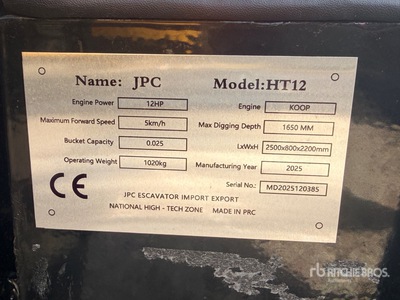 Name: JPC Model:HT12
Engine Power 12HP Engine KOOP
Maximum Forward Speed 5km/h Max Digging Depth 1650 MM
Bucket Capacity 0.025 LxWxH 2500x800x2200mm
Operating Weight 1020kg Manufacturing Year 2025
Serial No.: MD2025120385
CE
JPC ESCAVATOR IMPORT EXPORT
NATIONAL HIGH - TECH ZONE MADE IN PRC
rb RITCHIE BROS.